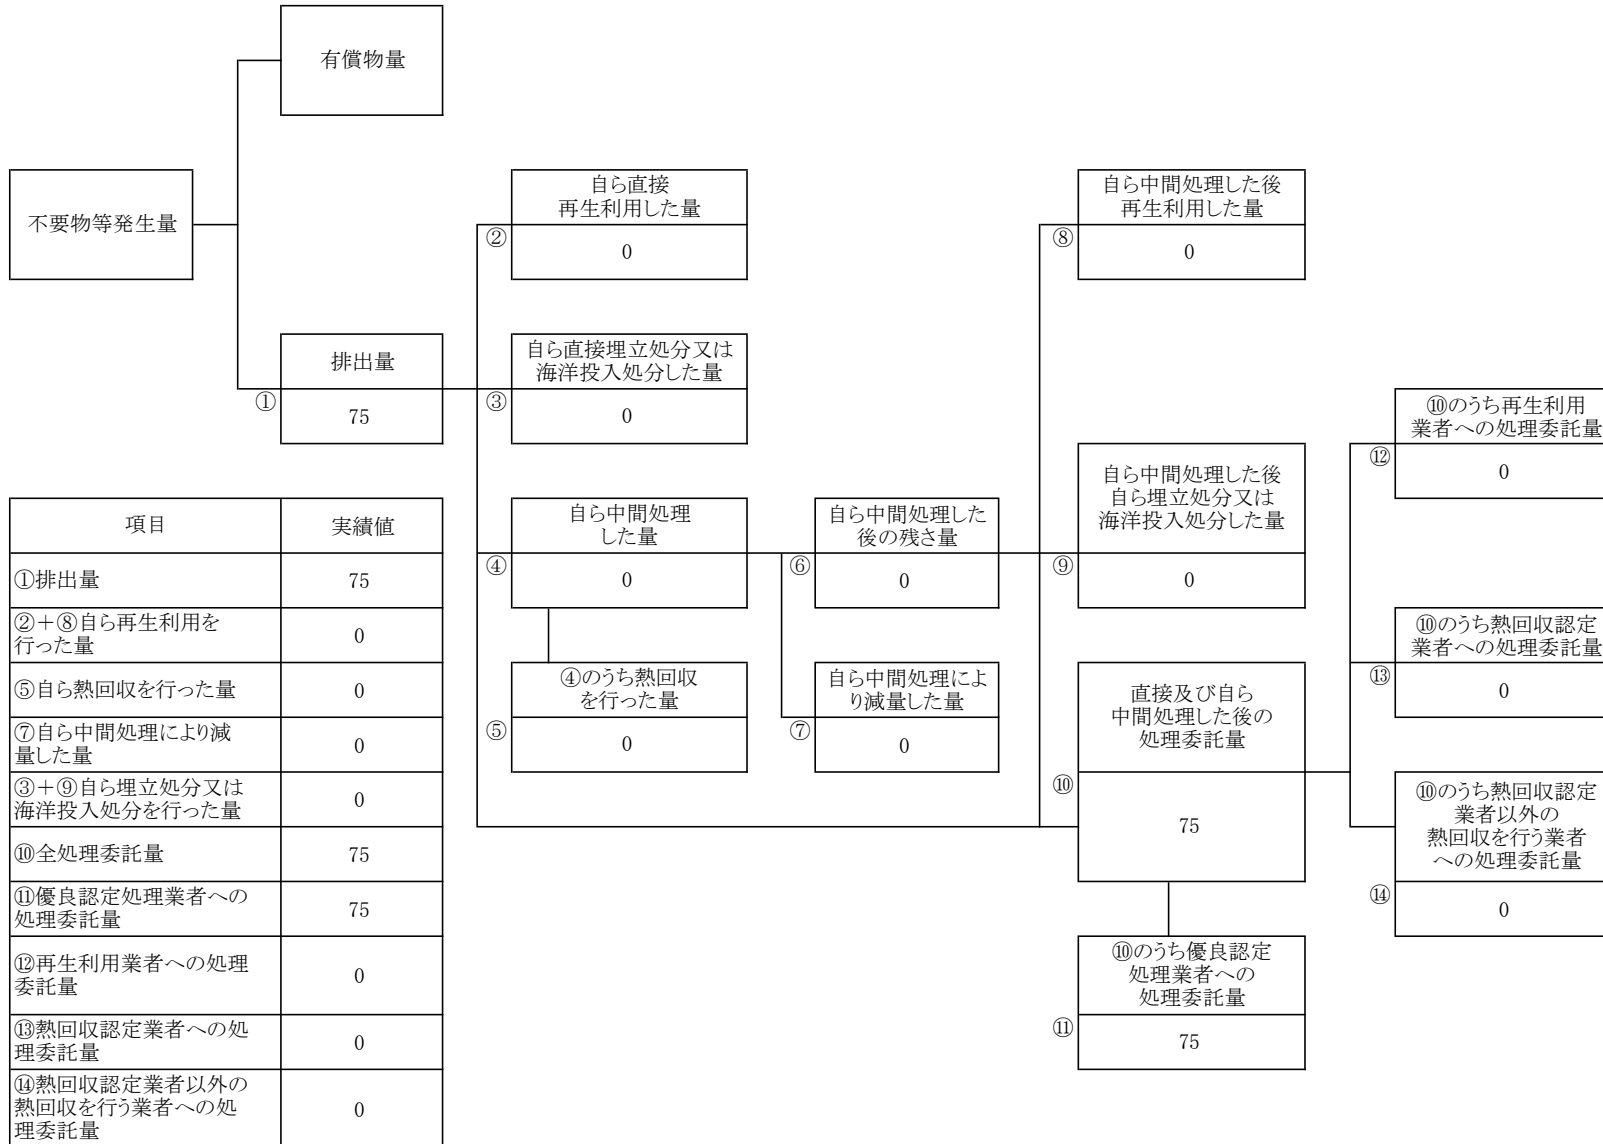 有償物量
不要物等発生量
自ら直接
再生利用した量
②
0
自ら中間処理した後
再生利用した量
⑧
0
排出量
①
75
自ら直接埋立処分又は
海洋投入処分した量
③
0
⑩のうち再生利用
業者への処理委託量
⑫
0
自ら中間処理
した量
④
0
自ら中間処理した
後の残さ量
⑥
0
自ら中間処理した後
自ら埋立処分又は
海洋投入処分した量
⑨
0
⑩のうち熱回収認定
業者への処理委託量
⑬
0
④のうち熱回収
を行った量
⑤
0
自ら中間処理によ
り減量した量
⑦
0
直接及び自ら
中間処理した後の
処理委託量
⑩
75
⑩のうち熱回収認定
業者以外の
熱回収を行う業者
への処理委託量
⑭
0
⑩のうち優良認定
処理業者への
処理委託量
⑪
75
項目 実績値
①排出量 75
②+⑧自ら再生利用を
行った量 0
⑤自ら熱回収を行った量 0
⑦自ら中間処理により減
量した量 0
③+⑨自ら埋立処分又は
海洋投入処分を行った量 0
⑩全処理委託量 75
⑪優良認定処理業者への
処理委託量 75
⑫再生利用業者への処理
委託量 0
⑬熱回収認定業者への処
理委託量 0
⑭熱回収認定業者以外の
熱回収を行う業者への処
理委託量 0